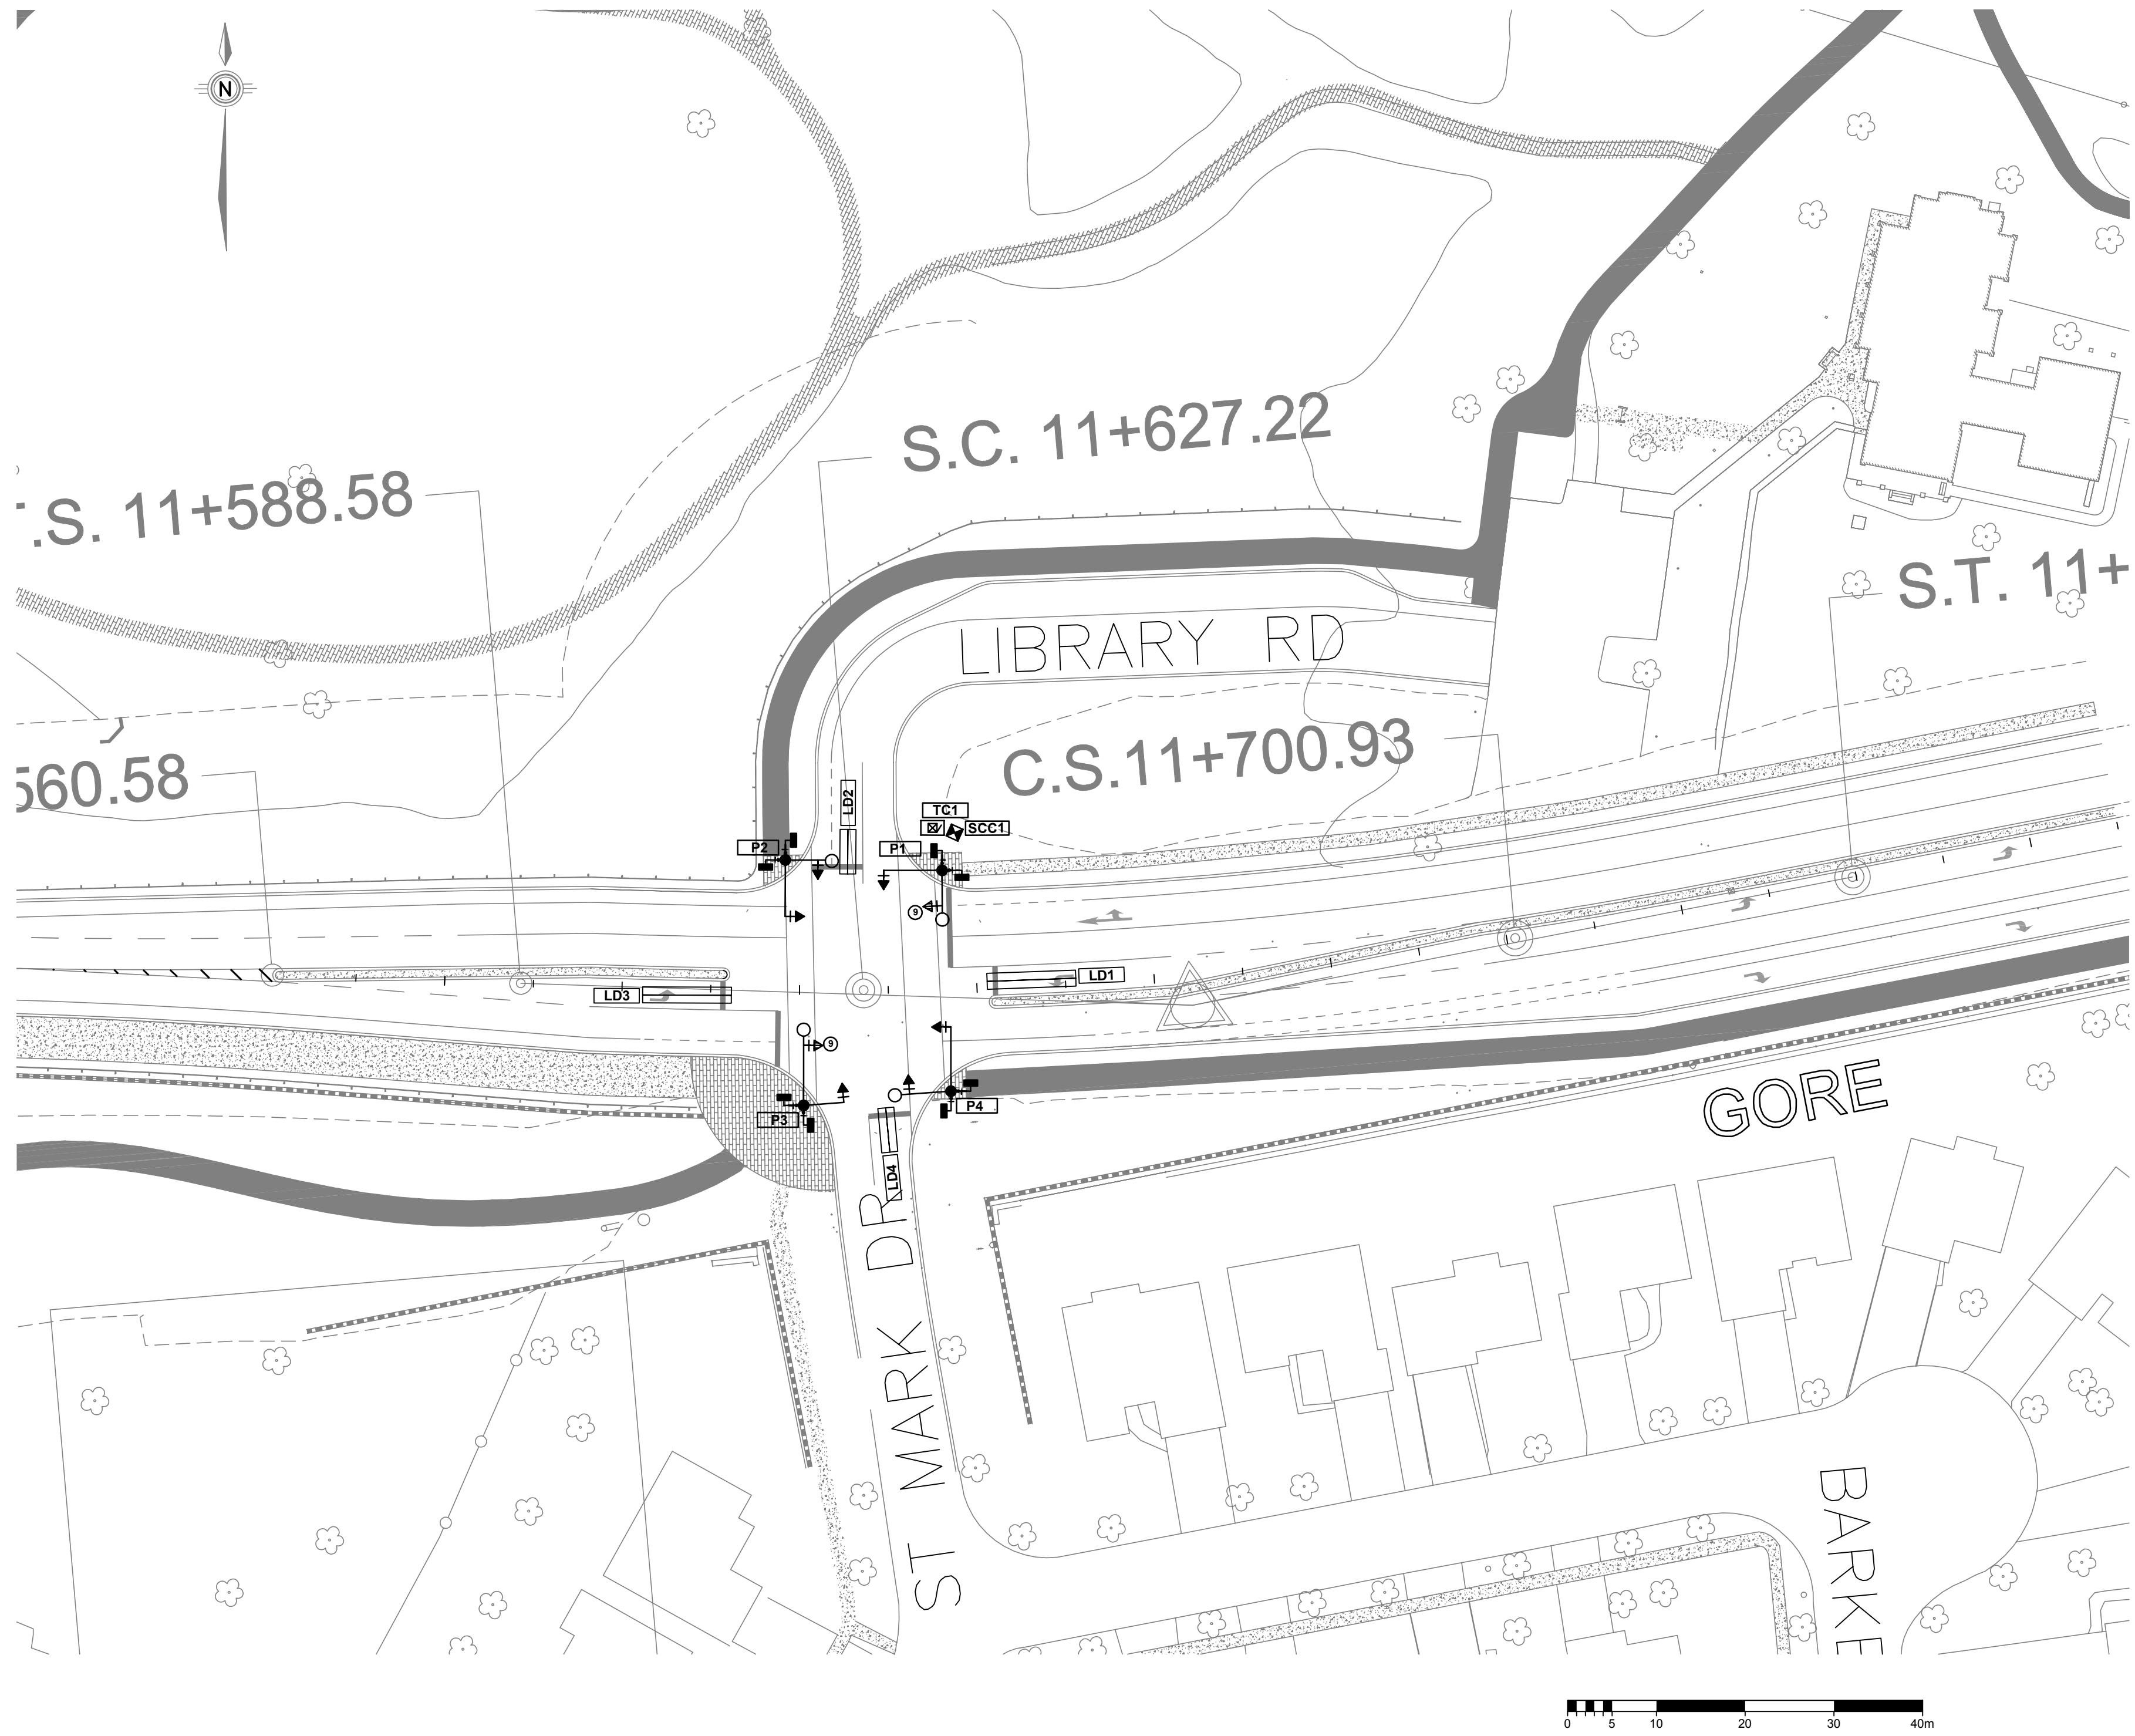 N
S.C. 11+627.22
.S. 11+588.58
S.T. 11+
LIBRARY RD
C.S.11+700.93
560.58
LD2
TC1
SCC1
P2
P1
9
LD1
LD3
9
P4
P3
GORE
LD4
ST MARK DR
BARKE
0 5 10 20 30 40m